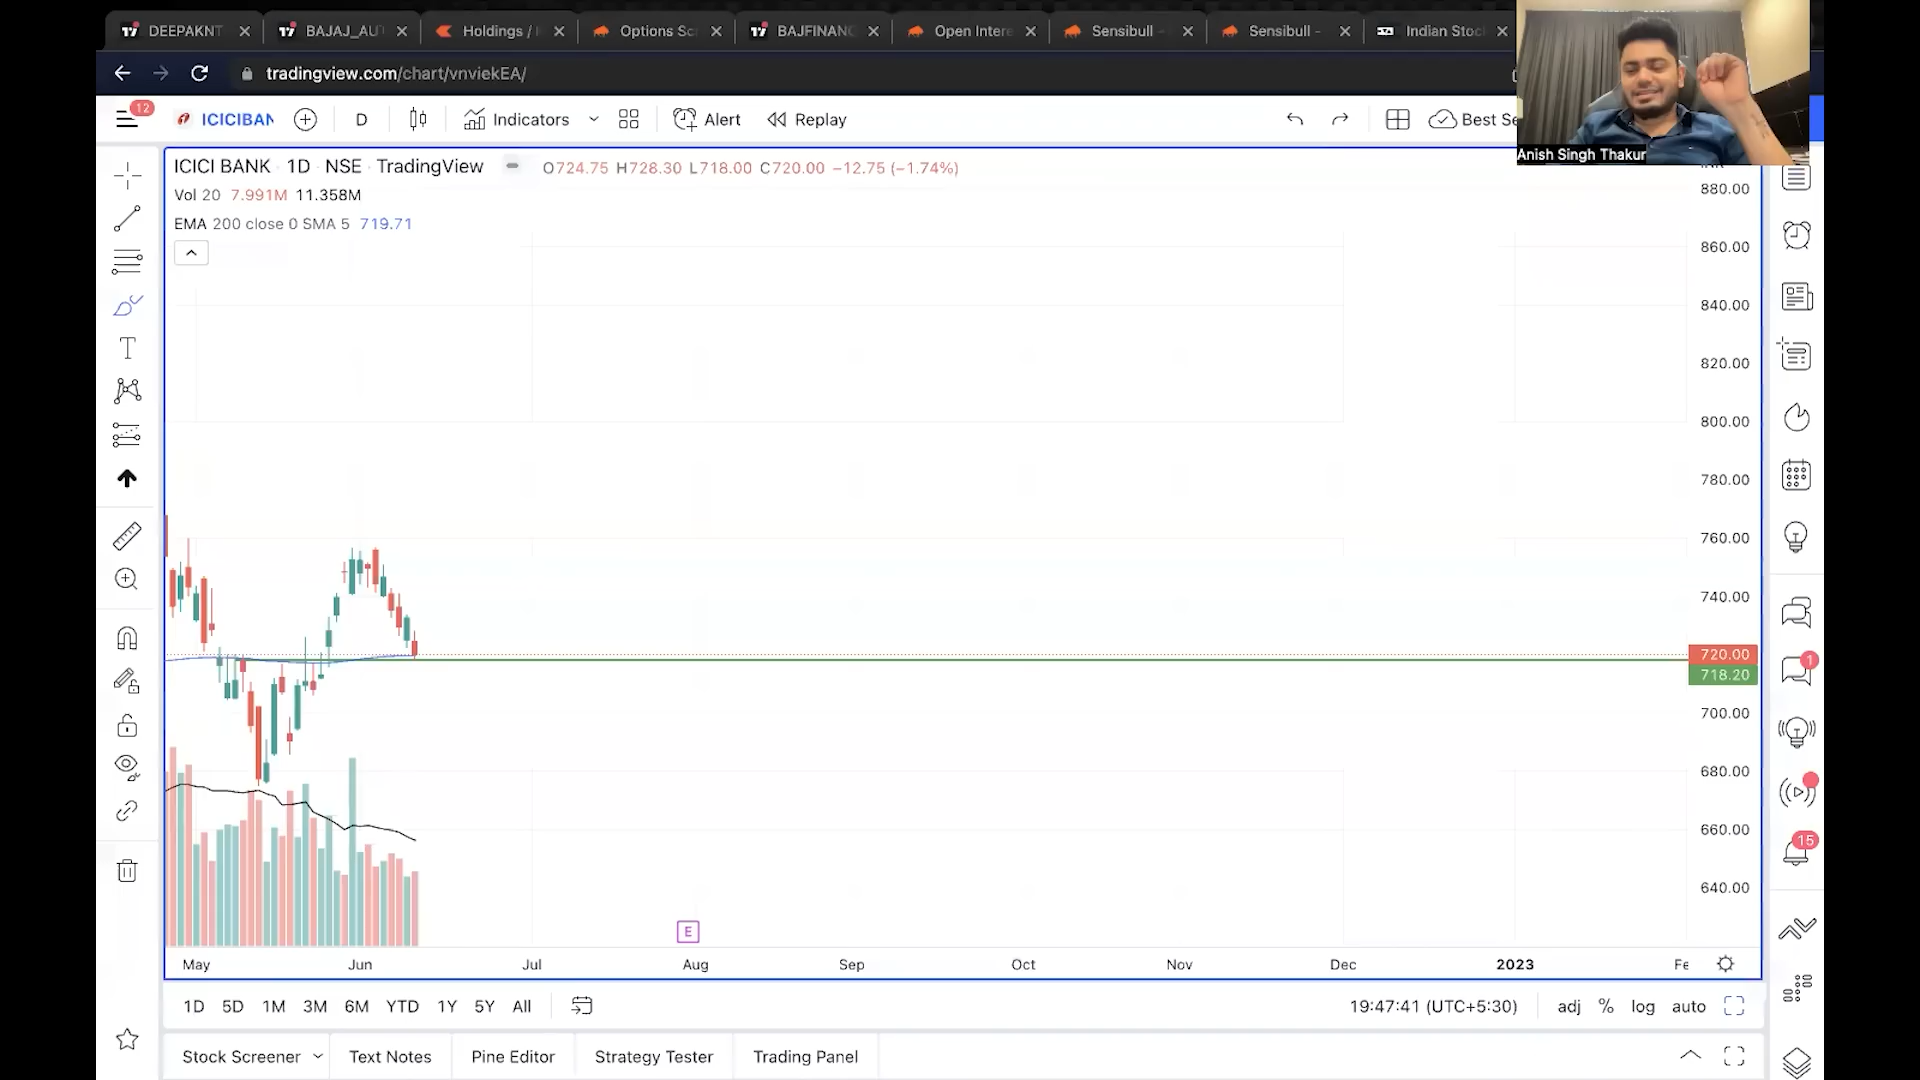 DEEPAKNT
BAJAJ_AUT
Holdings /
Options Sc
BAJFINANC
Open Intere
Sensibull -
Sensibull -
Indian Stoc
tradingview.com/chart/vnviekEA/
12
ICICIBAN
D
Indicators
Alert
Replay
Best Se
Anish Singh Thakur
ICICI BANK · 1D · NSE · TradingView
O724.75 H728.30 L718.00 C720.00 −12.75 (−1.74%)
Vol 20 7.991M 11.358M
EMA 200 close 0 SMA 5 719.71
880.00
860.00
840.00
820.00
800.00
780.00
760.00
740.00
720.00
718.20
700.00
680.00
660.00
640.00
1
15
E
May Jun Jul Aug Sep Oct Nov Dec 2023 Fe
1D 5D 1M 3M 6M YTD 1Y 5Y All
19:47:41 (UTC+5:30)
adj % log auto
Stock Screener Text Notes Pine Editor Strategy Tester Trading Panel